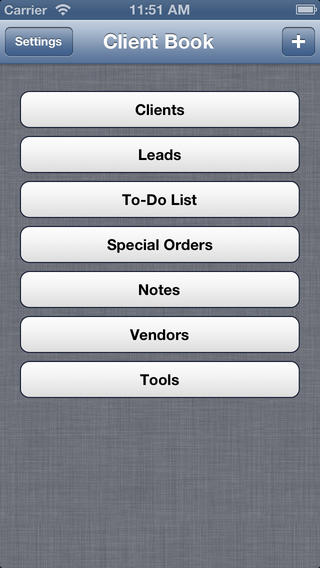 Carrier 11:51 AM
Settings Client Book +
Clients
Leads
To-Do List
Special Orders
Notes
Vendors
Tools